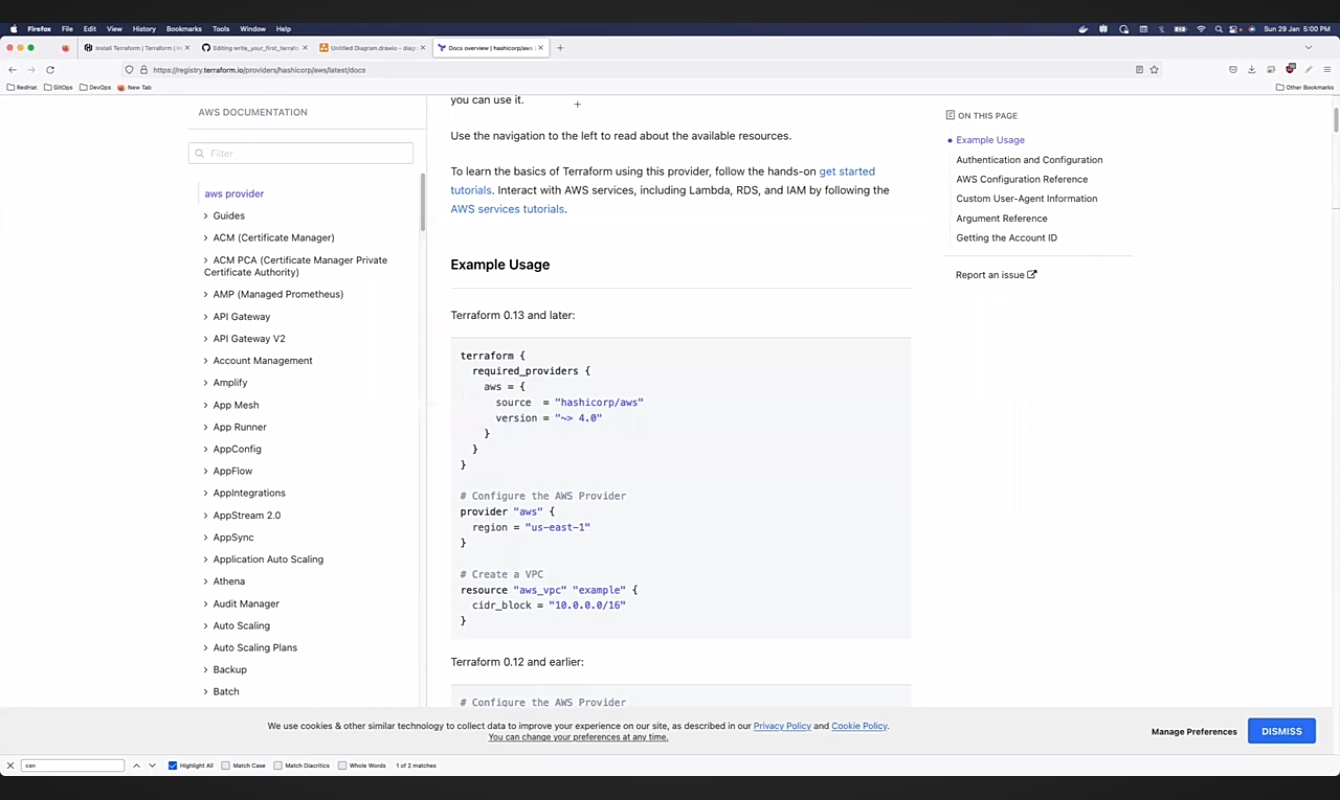 Firefox File Edit View History Bookmarks Tools Window Help
Sun 29 Jan 5:00 PM
Install Terraform | Terraform | H
Editing write_your_first_terrafo
Untitled Diagram.drawio - diag
Docs overview | hashicorp/aws
https://registry.terraform.io/providers/hashicorp/aws/latest/docs
RedHat GitOps DevOps New Tab
Other Bookmarks
AWS DOCUMENTATION
Filter
aws provider
Guides
ACM (Certificate Manager)
ACM PCA (Certificate Manager Private
Certificate Authority)
AMP (Managed Prometheus)
API Gateway
API Gateway V2
Account Management
Amplify
App Mesh
App Runner
AppConfig
AppFlow
AppIntegrations
AppStream 2.0
AppSync
Application Auto Scaling
Athena
Audit Manager
Auto Scaling
Auto Scaling Plans
Backup
Batch
you can use it.
Use the navigation to the left to read about the available resources.
To learn the basics of Terraform using this provider, follow the hands-on get started
tutorials. Interact with AWS services, including Lambda, RDS, and IAM by following the
AWS services tutorials.
Example Usage
Terraform 0.13 and later:
terraform {
required_providers {
aws = {
source = "hashicorp/aws"
version = "~> 4.0"
}
}
}
# Configure the AWS Provider
provider "aws" {
region = "us-east-1"
}
# Create a VPC
resource "aws_vpc" "example" {
cidr_block = "10.0.0.0/16"
}
Terraform 0.12 and earlier:
# Configure the AWS Provider
ON THIS PAGE
Example Usage
Authentication and Configuration
AWS Configuration Reference
Custom User-Agent Information
Argument Reference
Getting the Account ID
Report an issue
We use cookies & other similar technology to collect data to improve your experience on our site, as described in our Privacy Policy and Cookie Policy.
You can change your preferences at any time.
Manage Preferences
DISMISS
Highlight All Match Case Match Diacritics Whole Words 1 of 2 matches